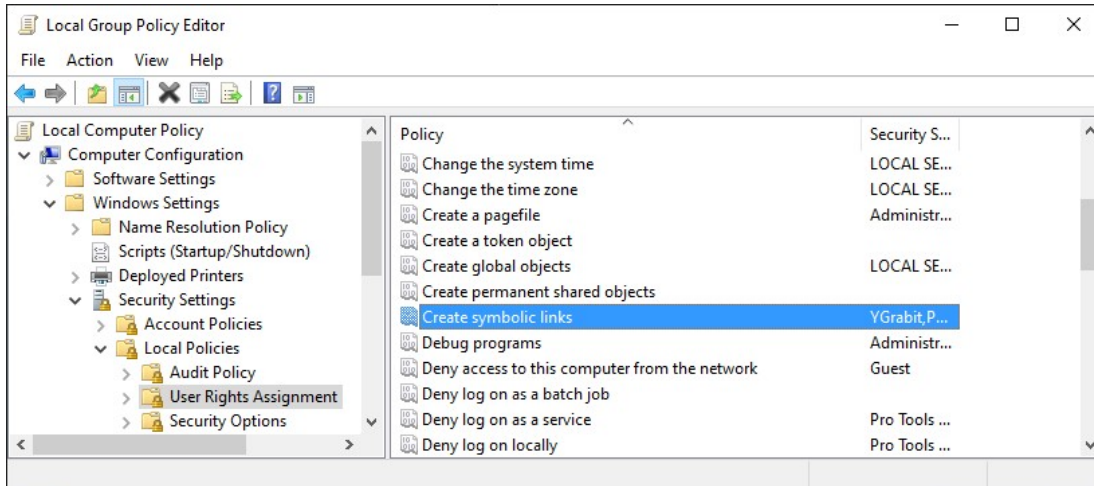 Local Group Policy Editor
File Action View Help
Local Computer Policy
Computer Configuration
Software Settings
Windows Settings
Name Resolution Policy
Scripts (Startup/Shutdown)
Deployed Printers
Security Settings
Account Policies
Local Policies
Audit Policy
User Rights Assignment
Security Options
Policy Security S...
Change the system time LOCAL SE...
Change the time zone LOCAL SE...
Create a pagefile Administr...
Create a token object
Create global objects LOCAL SE...
Create permanent shared objects
Create symbolic links YGrabit,P...
Debug programs Administr...
Deny access to this computer from the network Guest
Deny log on as a batch job
Deny log on as a service Pro Tools ...
Deny log on locally Pro Tools ...